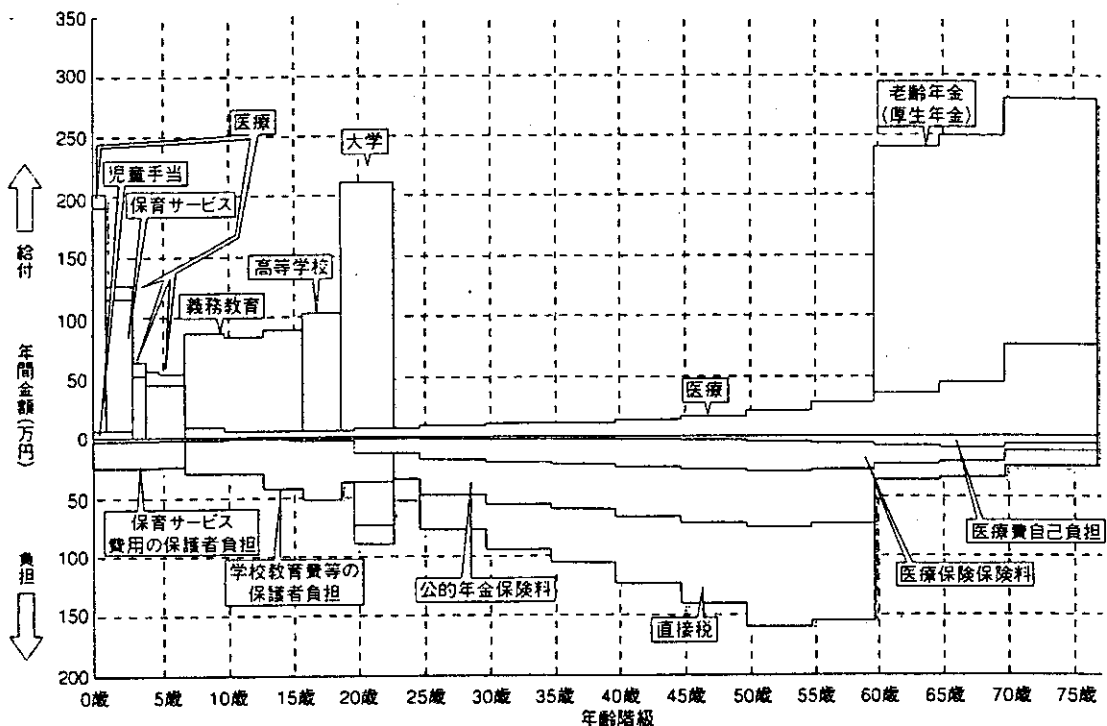 350
300
250
200
150
100
50
0
50
100
150
200
給付
年間金額(万円)
負担
医療
児童手当
保育サービス
義務教育
高等学校
大学
医療
老齢年金
(厚生年金)
保育サービス
費用の保護者負担
学校教育費等の
保護者負担
公的年金保険料
直接税
医療保険保険料
医療費自己負担
0歳 5歳 10歳 15歳 20歳 25歳 30歳 35歳 40歳 45歳 50歳 55歳 60歳 65歳 70歳 75歳
年齢階級